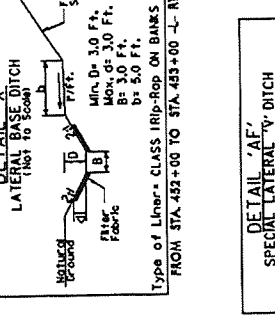 LATERAL BASE DITCH
(Not to Scale)
Natural
Ground
Filter
Fabric
D
B
d
b
Min. D= 3.0 Ft.
Max. d= 3.0 Ft.
B= 3.0 Ft.
b= 5.0 Ft.
Type of Liner= CLASS I Rip-Rap ON BANKS
FROM STA. 452+00 TO STA. 453+00 -L-
DETAIL 'AF'
SPECIAL LATERAL 'V' DITCH